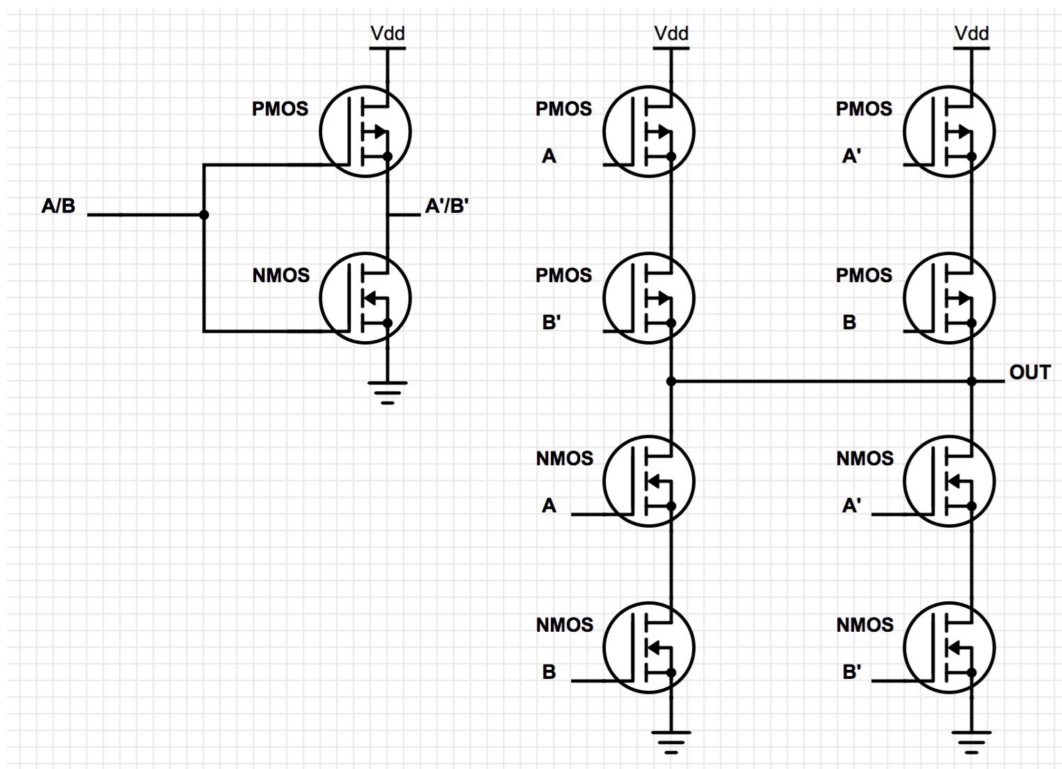 Vdd
Vdd
Vdd
PMOS
PMOS
A
PMOS
A'
A/B
A'/B'
NMOS
PMOS
B'
PMOS
B
OUT
NMOS
A
NMOS
A'
NMOS
B
NMOS
B'